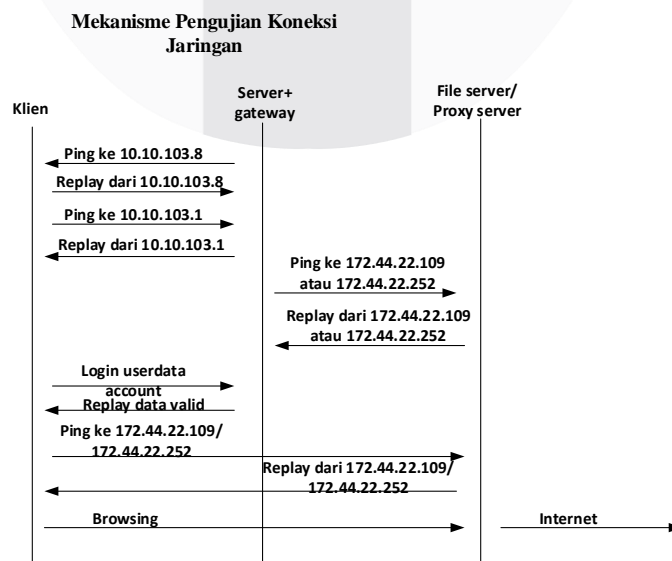 Mekanisme Pengujian Koneksi
Jaringan
Klien
Server+
gateway
File server/
Proxy server
Ping ke 10.10.103.8
Replay dari 10.10.103.8
Ping ke 10.10.103.1
Replay dari 10.10.103.1
Ping ke 172.44.22.109
atau 172.44.22.252
Replay dari 172.44.22.109
atau 172.44.22.252
Login userdata
account
Replay data valid
Ping ke 172.44.22.109/
172.44.22.252
Replay dari 172.44.22.109/
172.44.22.252
Browsing
Internet